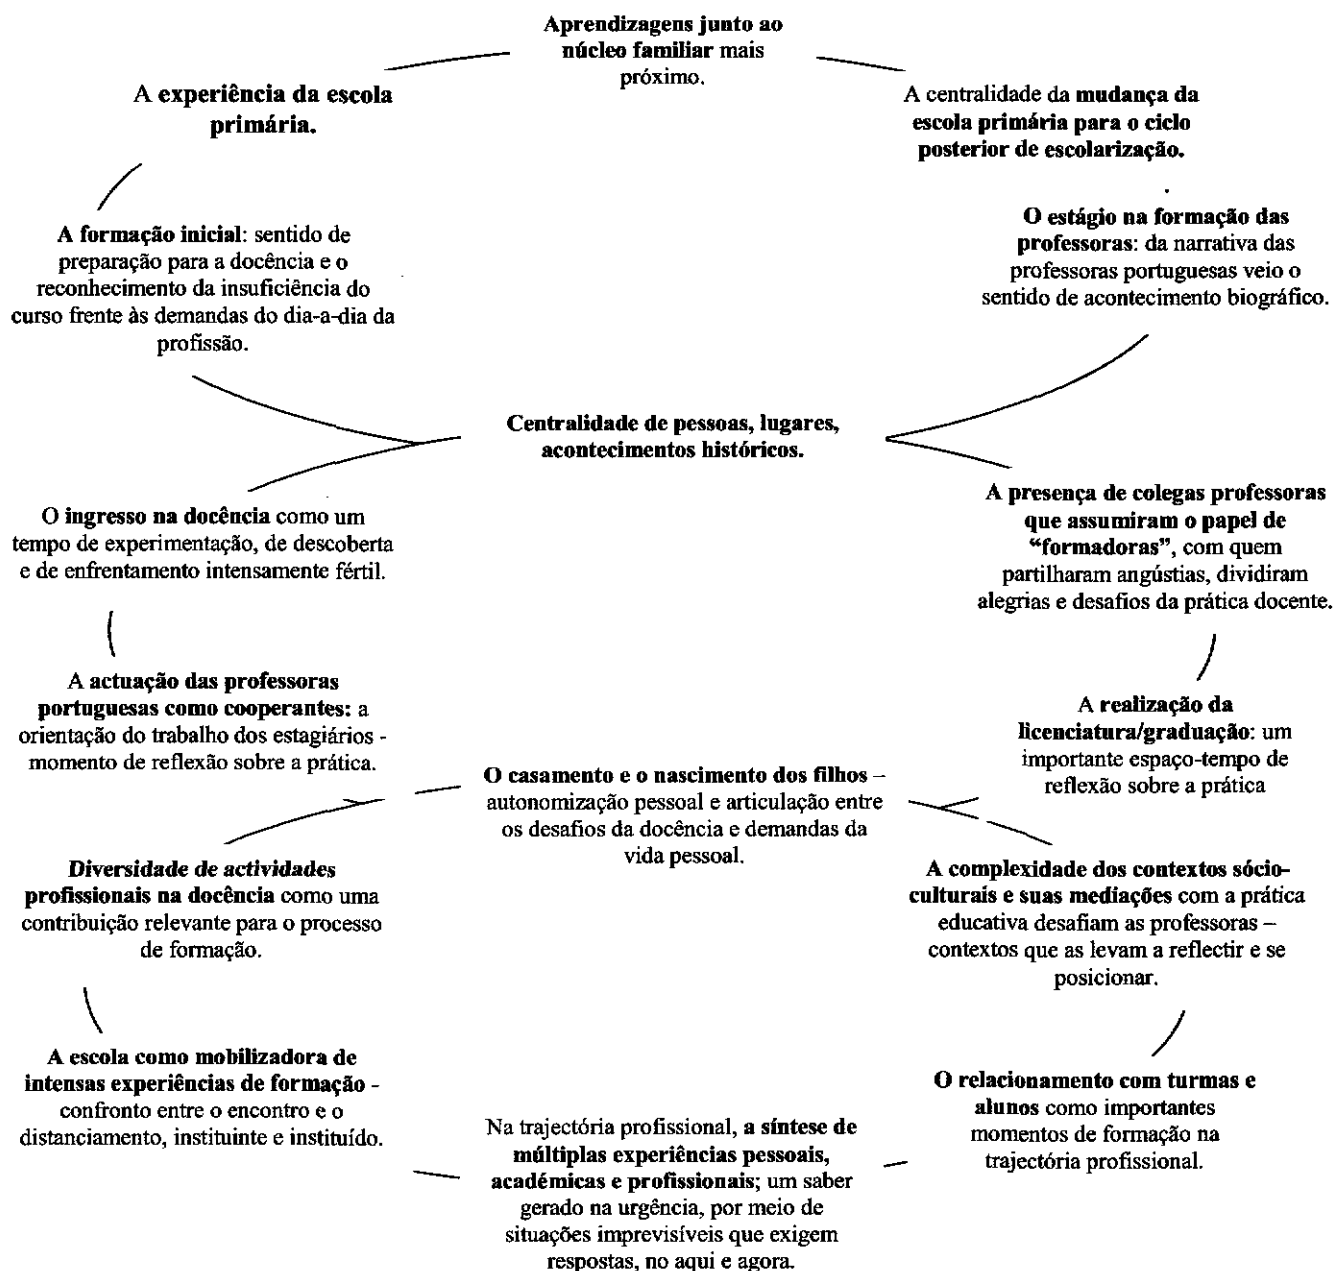 Aprendizagens junto ao
núcleo familiar mais
próximo.
A experiência da escola
primária.
A centralidade da mudança da
escola primária para o ciclo
posterior de escolarização.
A formação inicial: sentido de
preparação para a docência e o
reconhecimento da insuficiência do
curso frente às demandas do dia-a-dia da
profissão.
O estágio na formação das
professoras: da narrativa das
professoras portuguesas veio o
sentido de acontecimento biográfico.
Centralidade de pessoas, lugares,
acontecimentos históricos.
O ingresso na docência como um
tempo de experimentação, de descoberta
e de enfrentamento intensamente fértil.
A presença de colegas professoras
que assumiram o papel de
“formadoras”, com quem
partilharam angústias, dividiram
alegrias e desafios da prática docente.
A actuação das professoras
portuguesas como cooperantes: a
orientação do trabalho dos estagiários -
momento de reflexão sobre a prática.
A realização da
licenciatura/graduação: um
importante espaço-tempo de
reflexão sobre a prática
O casamento e o nascimento dos filhos –
autonomização pessoal e articulação entre
os desafios da docência e demandas da
vida pessoal.
Diversidade de actividades
profissionais na docência como uma
contribuição relevante para o processo
de formação.
A complexidade dos contextos sócio-
culturais e suas mediações com a prática
educativa desafiam as professoras –
contextos que as levam a reflectir e se
posicionar.
A escola como mobilizadora de
intensas experiências de formação -
confronto entre o encontro e o
distanciamento, instituinte e instituído.
O relacionamento com turmas e
alunos como importantes
momentos de formação na
trajectória profissional.
Na trajectória profissional, a síntese de
múltiplas experiências pessoais,
académicas e profissionais; um saber
gerado na urgência, por meio de
situações imprevisíveis que exigem
respostas, no aqui e agora.